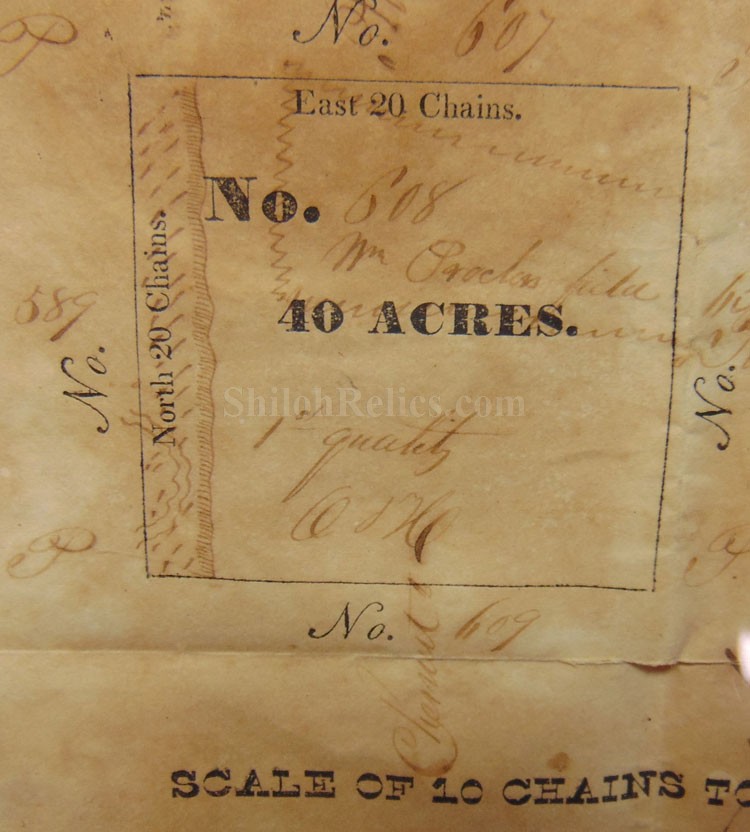 No. 607
East 20 Chains.
No. 608
Wm Proctors field
North 20 Chains.
589
No.
40 ACRES.
No.
ShilohRelics.com
1st quality
No. 609
SCALE OF 10 CHAINS TO